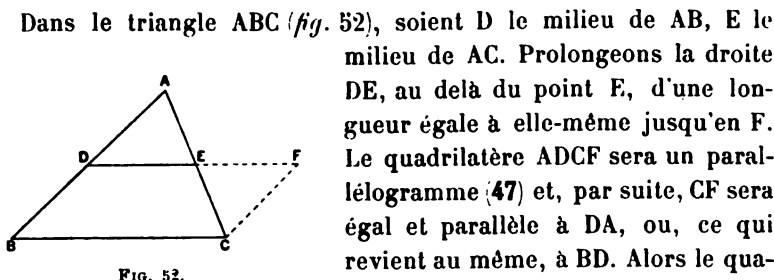 Dans le triangle ABC (fig. 52), soient D le milieu de AB, E le
milieu de AC. Prolongeons la droite
DE, au delà du point E, d'une lon-
gueur égale à elle-même jusqu'en F.
Le quadrilatère ADCF sera un paral-
lélogramme (47) et, par suite, CF sera
égal et parallèle à DA, ou, ce qui
revient au même, à BD. Alors le qua-
A
D
E
F
B
C
FIG. 52.